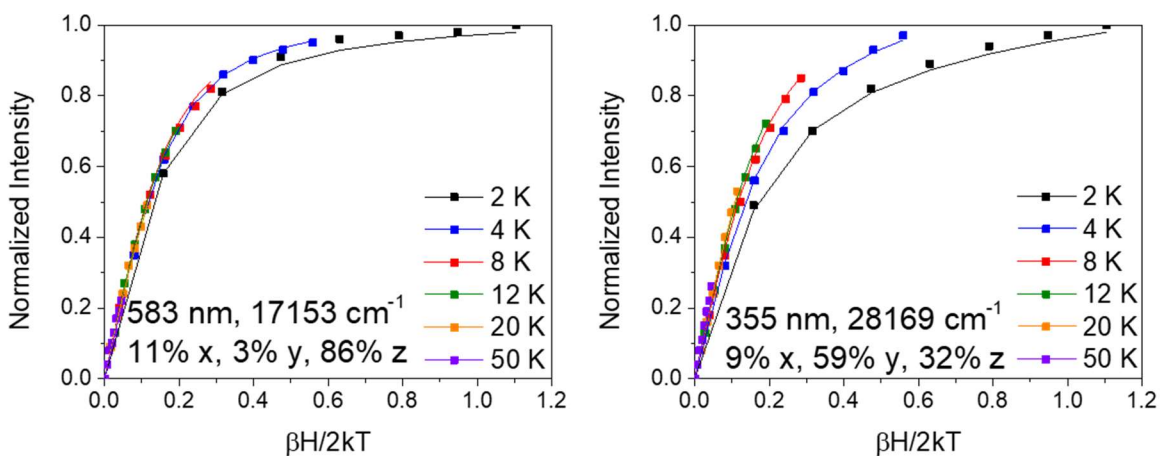 1.0
0.8
0.6
0.4
0.2
0.0
Normalized Intensity
2 K
4 K
8 K
12 K
20 K
50 K
583 nm, 17153 cm⁻¹
11% x, 3% y, 86% z
0.0 0.2 0.4 0.6 0.8 1.0 1.2
βH/2kT
1.0
0.8
0.6
0.4
0.2
0.0
Normalized Intensity
2 K
4 K
8 K
12 K
20 K
50 K
355 nm, 28169 cm⁻¹
9% x, 59% y, 32% z
0.0 0.2 0.4 0.6 0.8 1.0 1.2
βH/2kT